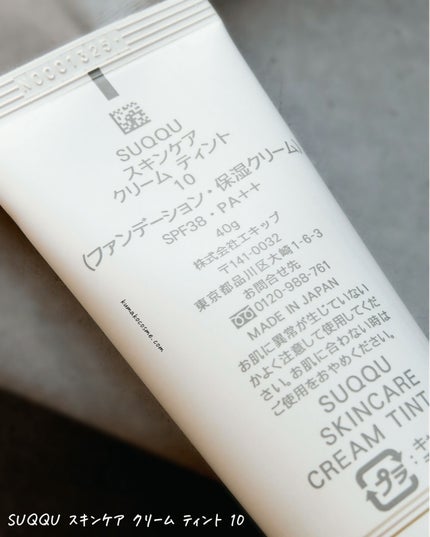 SUQQU
スキンケア
クリーム ティント
10
(ファンデーション・保湿クリーム)
SPF38・PA++
40g
株式会社エキップ
〒141-0032
東京都品川区大崎1-6-3
お問合せ先
0120-988-761
MADE IN JAPAN
お肌に異常が生じていない
かよく注意して使用してくだ
さい。お肌に合わない時は
ご使用をおやめください。
SUQQU
SKINCARE
CREAM TINT
プラ
kumakocosme.com
SUQQU スキンケア クリーム ティント 10